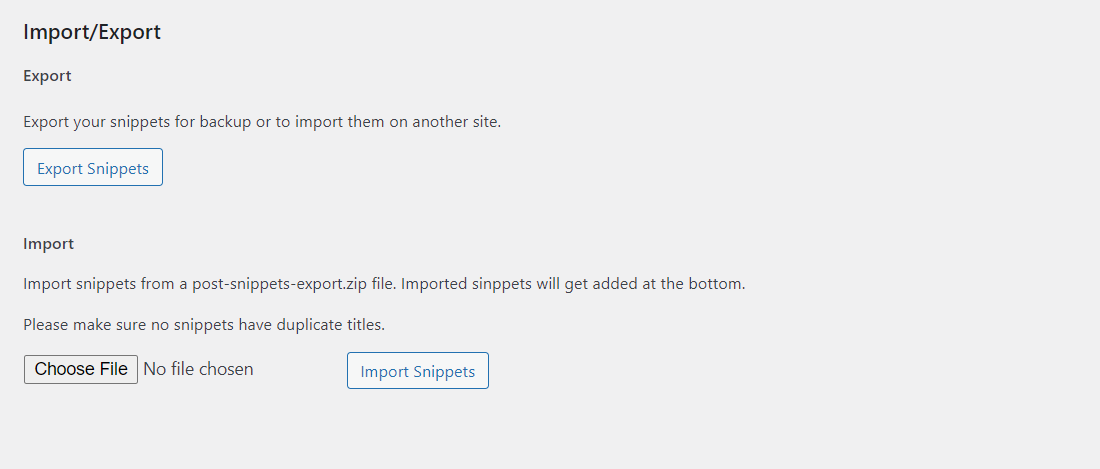 Import/Export
Export
Export your snippets for backup or to import them on another site.
Export Snippets
Import
Import snippets from a post-snippets-export.zip file. Imported sinppets will get added at the bottom.
Please make sure no snippets have duplicate titles.
Choose File No file chosen Import Snippets